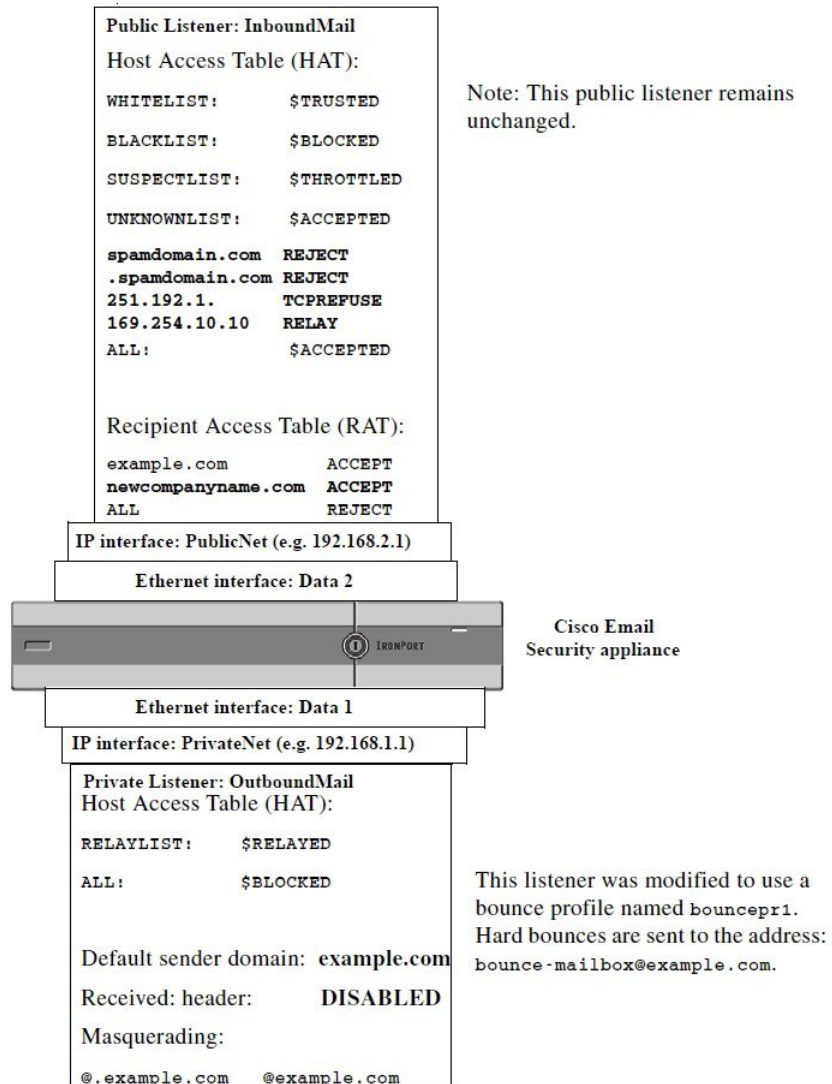 Public Listener: InboundMail
Host Access Table (HAT):
WHITELIST: $TRUSTED
BLACKLIST: $BLOCKED
SUSPECTLIST: $THROTTLED
UNKNOWNLIST: $ACCEPTED
spamdomain.com REJECT
.spamdomain.com REJECT
251.192.1. TCPREFUSE
169.254.10.10 RELAY
ALL: $ACCEPTED
Note: This public listener remains
unchanged.
Recipient Access Table (RAT):
example.com ACCEPT
newcompanyname.com ACCEPT
ALL REJECT
IP interface: PublicNet (e.g. 192.168.2.1)
Ethernet interface: Data 2
IRONPORT
Cisco Email
Security appliance
Ethernet interface: Data 1
IP interface: PrivateNet (e.g. 192.168.1.1)
Private Listener: OutboundMail
Host Access Table (HAT):
RELAYLIST: $RELAYED
ALL: $BLOCKED
Default sender domain: example.com
Received: header: DISABLED
Masquerading:
@.example.com @example.com
This listener was modified to use a
bounce profile named bouncepr1.
Hard bounces are sent to the address:
bounce-mailbox@example.com.